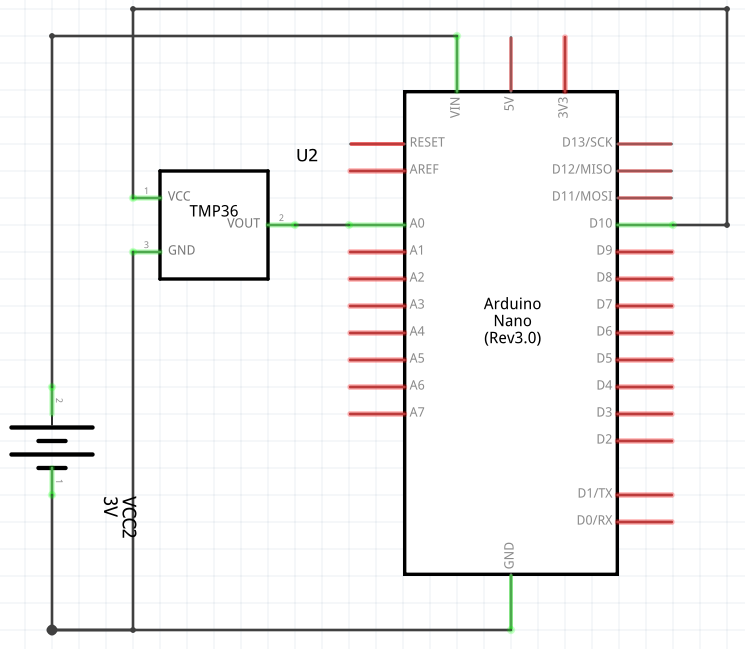 VIN
5V
3V3
U2
RESET
AREF
A0
A1
A2
A3
A4
A5
A6
A7
D13/SCK
D12/MISO
D11/MOSI
D10
D9
D8
D7
D6
D5
D4
D3
D2
D1/TX
D0/RX
Arduino
Nano
(Rev3.0)
GND
1
VCC
TMP36
VOUT
2
3
GND
2
1
VCC2
3V